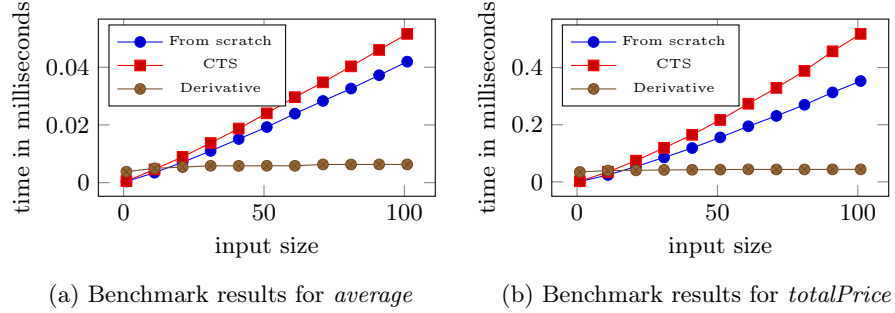 time in milliseconds
0.04
0.02
0
From scratch
CTS
Derivative
0 50 100
input size
(a) Benchmark results for average
time in milliseconds
0.4
0.2
0
From scratch
CTS
Derivative
0 50 100
input size
(b) Benchmark results for totalPrice